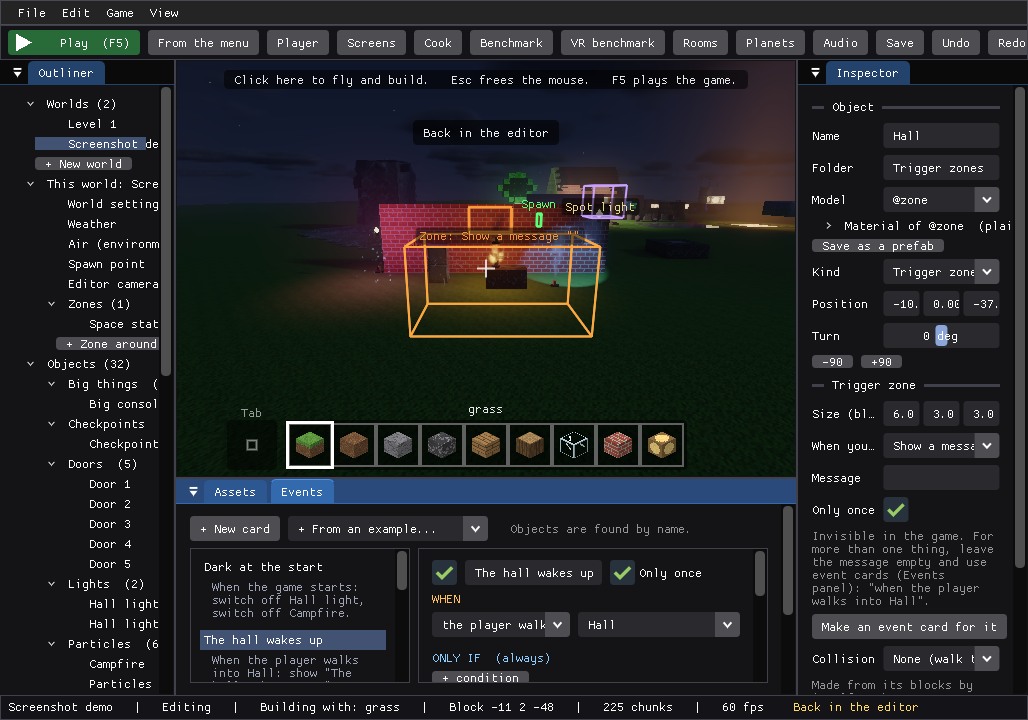 File Edit Game View
Play (F5) From the menu Player Screens Cook Benchmark VR benchmark Rooms Planets Audio Save Undo Redo
Outliner
Worlds (2)
Level 1
Screenshot de
+ New world
This world: Scre
World setting
Weather
Air (environm
Spawn point
Editor camera
Zones (1)
Space stat
+ Zone around
Objects (32)
Big things (
Big consol
Checkpoints
Checkpoint
Doors (5)
Door 1
Door 2
Door 3
Door 4
Door 5
Lights (2)
Hall light
Hall light
Particles (6
Campfire
Particles
Click here to fly and build. Esc frees the mouse. F5 plays the game.
Back in the editor
Spawn
Spot light
Zone: Show a message ""
grass
Tab
Assets Events
+ New card + From an example... Objects are found by name.
Dark at the start
When the game starts:
switch off Hall light,
switch off Campfire.
The hall wakes up
When the player walks
into Hall: show "The
The hall wakes up Only once
WHEN
the player walk Hall
ONLY IF (always)
+ condition
Inspector
Object
Name Hall
Folder Trigger zones
Model @zone
Material of @zone (plai
Save as a prefab
Kind Trigger zone
Position -10. 0.00 -37.
Turn 0 deg
-90 +90
Trigger zone
Size (bl… 6.0 3.0 3.0
When you… Show a messa
Message
Only once
Invisible in the game. For
more than one thing, leave
the message empty and use
event cards (Events
panel): "when the player
walks into Hall".
Make an event card for it
Collision None (walk t
Made from its blocks by
Screenshot demo | Editing | Building with: grass | Block -11 2 -48 | 225 chunks | 60 fps Back in the editor